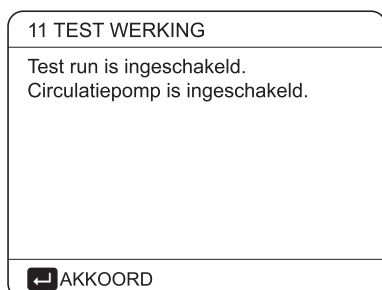 11 TEST WERKING
Test run is ingeschakeld.
Circulatiepomp is ingeschakeld.
AKKOORD